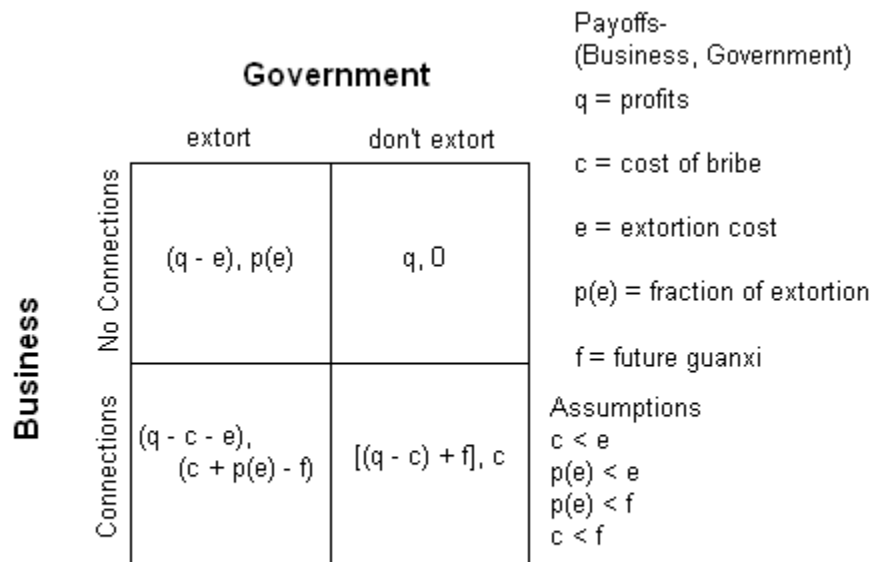 Payoffs-
(Business, Government)
Government
q = profits
extort don't extort
c = cost of bribe
e = extortion cost
No Connections
(q - e), p(e) q, 0
p(e) = fraction of extortion
f = future guanxi
Business
Assumptions
Connections
(q - c - e),
(c + p(e) - f) [((q - c) + f], c
c < e
p(e) < e
p(e) < f
c < f